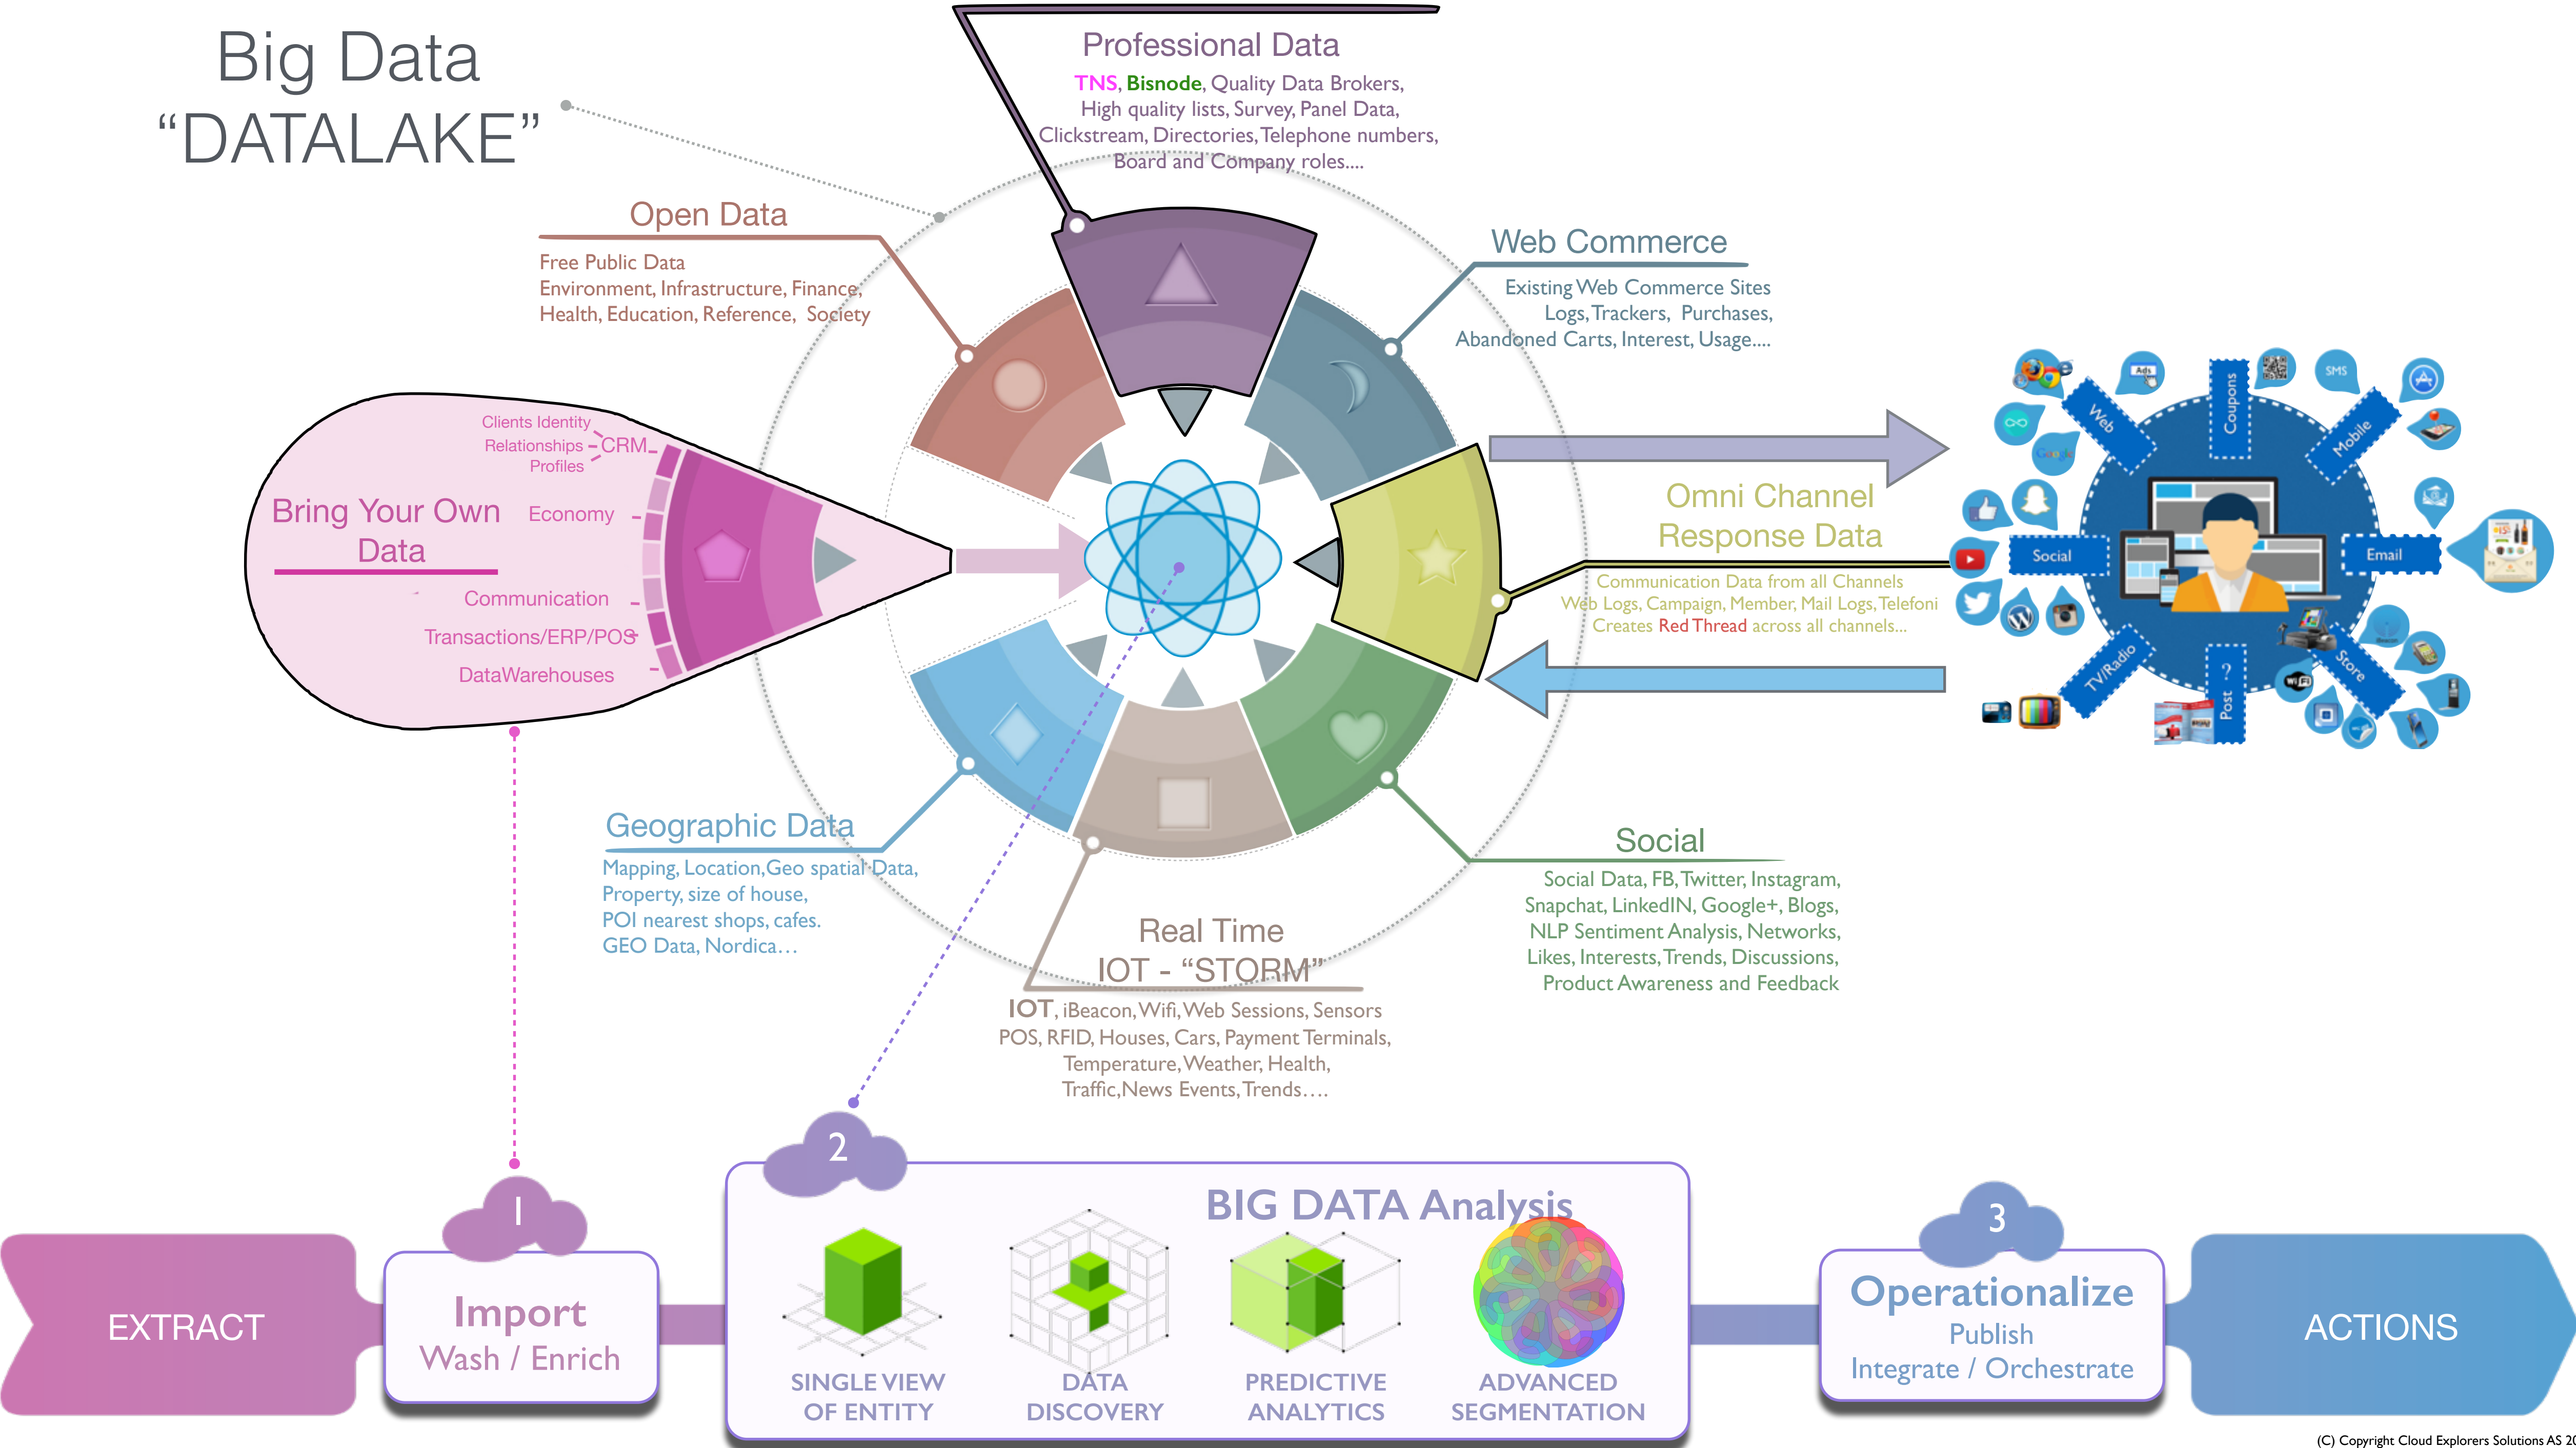 Big Data
“DATALAKE”
Professional Data
TNS, Bisnode, Quality Data Brokers,
High quality lists, Survey, Panel Data,
Clickstream, Directories, Telephone numbers,
Board and Company roles....
Open Data
Free Public Data
Environment, Infrastructure, Finance,
Health, Education, Reference, Society
Web Commerce
Existing Web Commerce Sites
Logs, Trackers, Purchases,
Abandoned Carts, Interest, Usage....
Clients Identity
Relationships
CRM
Profiles
Bring Your Own
Data
Economy
Communication
Transactions/ERP/POS
DataWarehouses
Omni Channel
Response Data
Communication Data from all Channels
Web Logs, Campaign, Member, Mail Logs, Telefoni
Creates Red Thread across all channels...
Web
Ads
Coupons
SMS
Mobile
Google
Social
Email
TV/Radio
Post ?
Store
WiFi
Geographic Data
Mapping, Location,Geo spatial Data,
Property, size of house,
POI nearest shops, cafes.
GEO Data, Nordica…
Real Time
IOT - “STORM”
IOT, iBeacon, Wifi, Web Sessions, Sensors
POS, RFID, Houses, Cars, Payment Terminals,
Temperature, Weather, Health,
Traffic, News Events, Trends….
Social
Social Data, FB, Twitter, Instagram,
Snapchat, LinkedIN, Google+, Blogs,
NLP Sentiment Analysis, Networks,
Likes, Interests, Trends, Discussions,
Product Awareness and Feedback
EXTRACT
1
Import
Wash / Enrich
2
BIG DATA Analysis
SINGLE VIEW
OF ENTITY
DATA
DISCOVERY
PREDICTIVE
ANALYTICS
ADVANCED
SEGMENTATION
3
Operationalize
Publish
Integrate / Orchestrate
ACTIONS
(C) Copyright Cloud Explorers Solutions AS 20